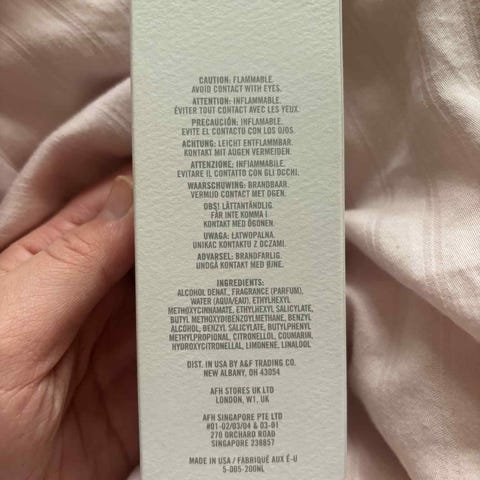 CAUTION: FLAMMABLE.
AVOID CONTACT WITH EYES.
ATTENTION: INFLAMMABLE.
ÉVITER TOUT CONTACT AVEC LES YEUX.
PRECAUCIÓN: INFLAMABLE.
EVITE EL CONTACTO CON LOS OJOS.
ACHTUNG: LEICHT ENTFLAMMBAR.
KONTAKT MIT AUGEN VERMEIDEN.
ATTENZIONE: INFIAMMABILE.
EVITARE IL CONTATTO CON GLI OCCHI.
WAARSCHUWING: BRANDBAAR.
VERMIJD CONTACT MET OGEN.
OBS! LÄTTANTÄNDLIG.
FÅR INTE KOMMA I
KONTAKT MED ÖGONEN.
UWAGA: ŁATWOPALNA.
UNIKAĆ KONTAKTU Z OCZAMI.
ADVARSEL: BRANDFARLIG.
UNDGÅ KONTAKT MED ØJNE.
INGREDIENTS:
ALCOHOL DENAT., FRAGRANCE (PARFUM),
WATER (AQUA/EAU), ETHYLHEXYL
METHOXYCINNAMATE, ETHYLHEXYL SALICYLATE,
BUTYL METHOXYDIBENZOYLMETHANE, BENZYL
ALCOHOL, BENZYL SALICYLATE, BUTYLPHENYL
METHYLPROPIONAL, CITRONELLOL, COUMARIN,
HYDROXYCITRONELLAL, LIMONENE, LINALOOL
DIST. IN USA BY A&F TRADING CO.
NEW ALBANY, OH 43054
AFH STORES UK LTD
LONDON, W1, UK
AFH SINGAPORE PTE LTD
#01-02/03/04 & 03-01
270 ORCHARD ROAD
SINGAPORE 238857
MADE IN USA / FABRIQUÉ AUX É-U
5-005-200NL